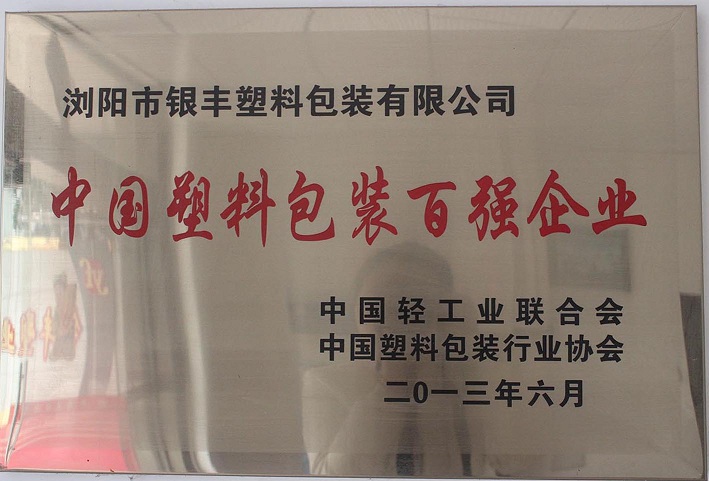 浏阳市银丰塑料包装有限公司
中国塑料包装百强企业
中国轻工业联合会
中国塑料包装行业协会
二0一三年六月